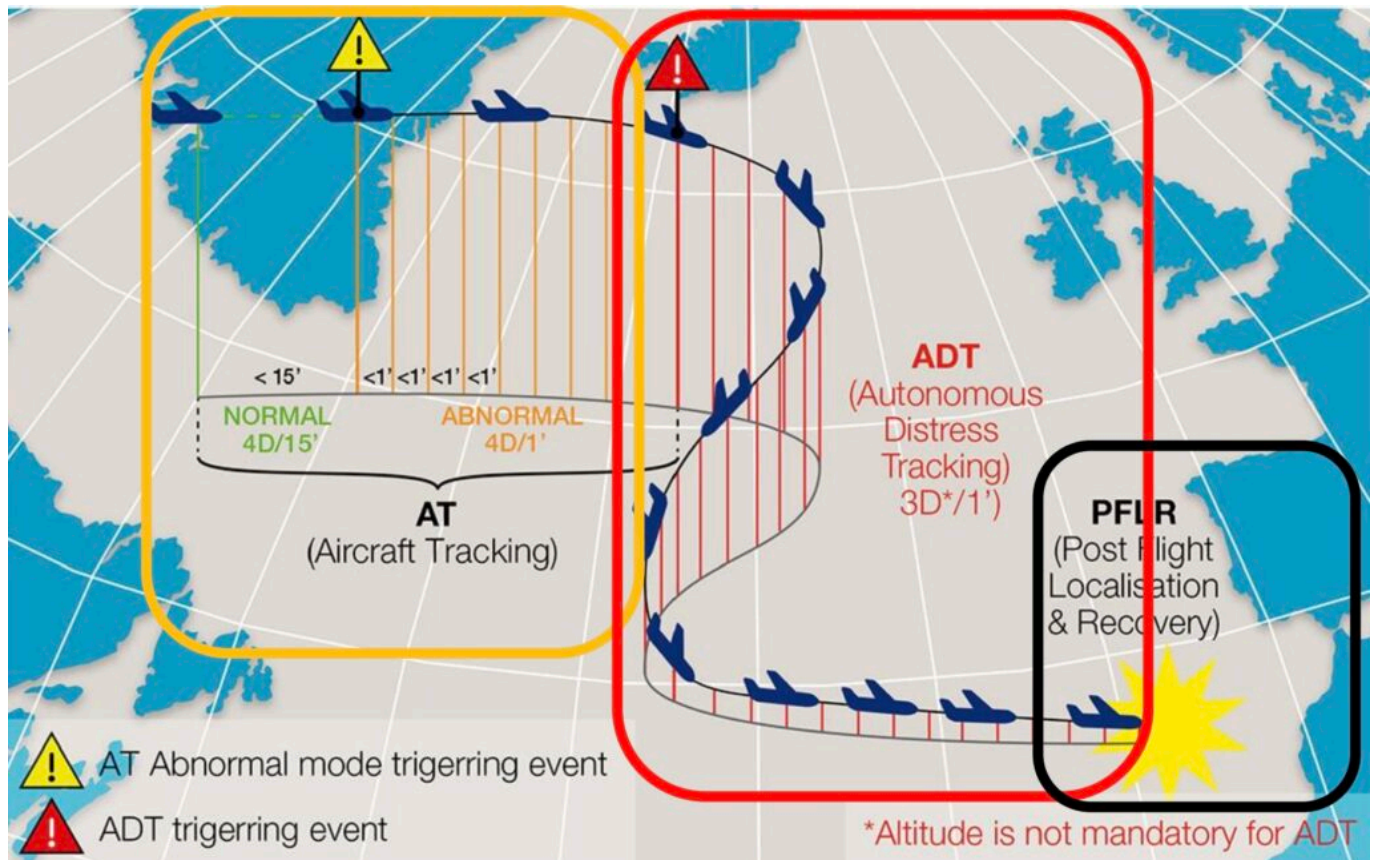 !
!
< 15’
<1’ <1’ <1’ <1’
NORMAL
4D/15’
ABNORMAL
4D/1’
AT
(Aircraft Tracking)
ADT
(Autonomous
Distress
Tracking)
3D*/1’)
PFLR
(Post Flight
Localisation
& Recovery)
! AT Abnormal mode trigerring event
! ADT trigerring event
*Altitude is not mandatory for ADT